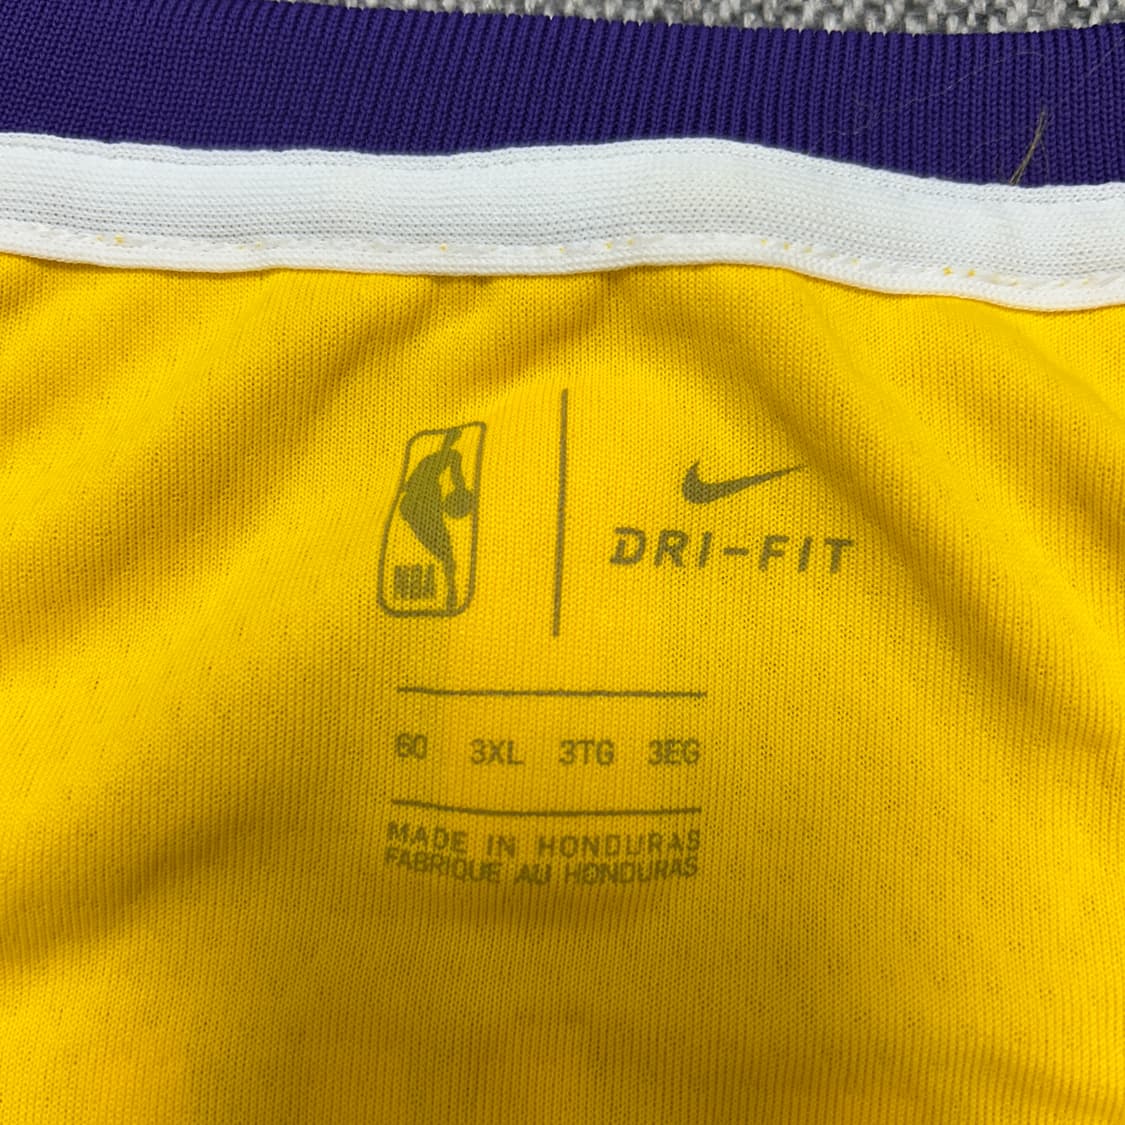 NBA
DRI-FIT
60 3XL 3TG 3EG
MADE IN HONDURAS
FABRIQUE AU HONDURAS